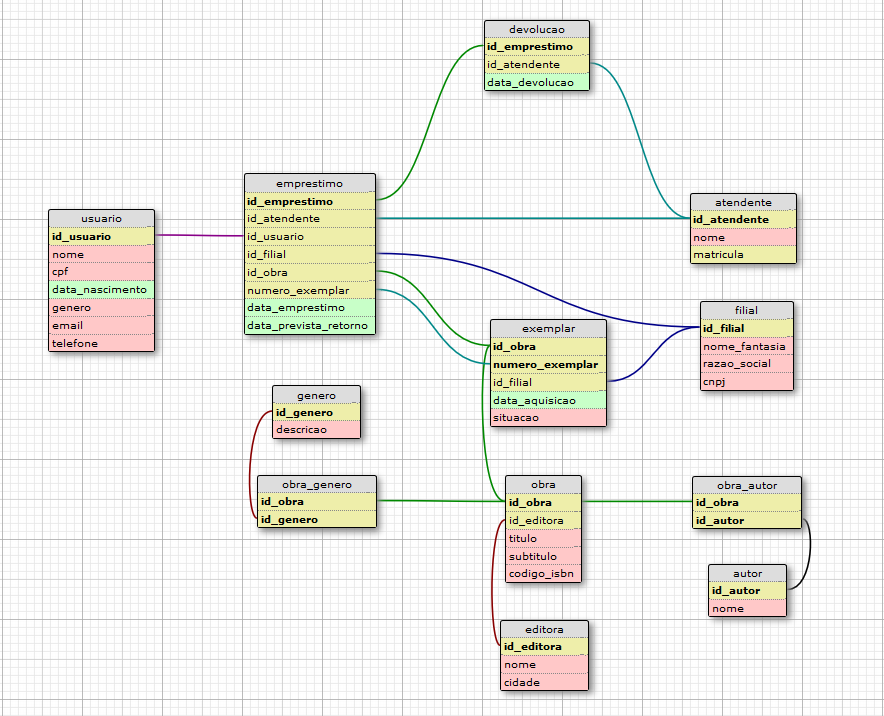 devolucao
id_emprestimo
id_atendente
data_devolucao
emprestimo
id_emprestimo
id_atendente
id_usuario
id_filial
id_obra
numero_exemplar
data_emprestimo
data_prevista_retorno
atendente
id_atendente
nome
matricula
usuario
id_usuario
nome
cpf
data_nascimento
genero
email
telefone
filial
id_filial
nome_fantasia
razao_social
cnpj
exemplar
id_obra
numero_exemplar
id_filial
data_aquisicao
situacao
genero
id_genero
descricao
obra_genero
id_obra
id_genero
obra
id_obra
id_editora
titulo
subtitulo
codigo_isbn
obra_autor
id_obra
id_autor
autor
id_autor
nome
editora
id_editora
nome
cidade